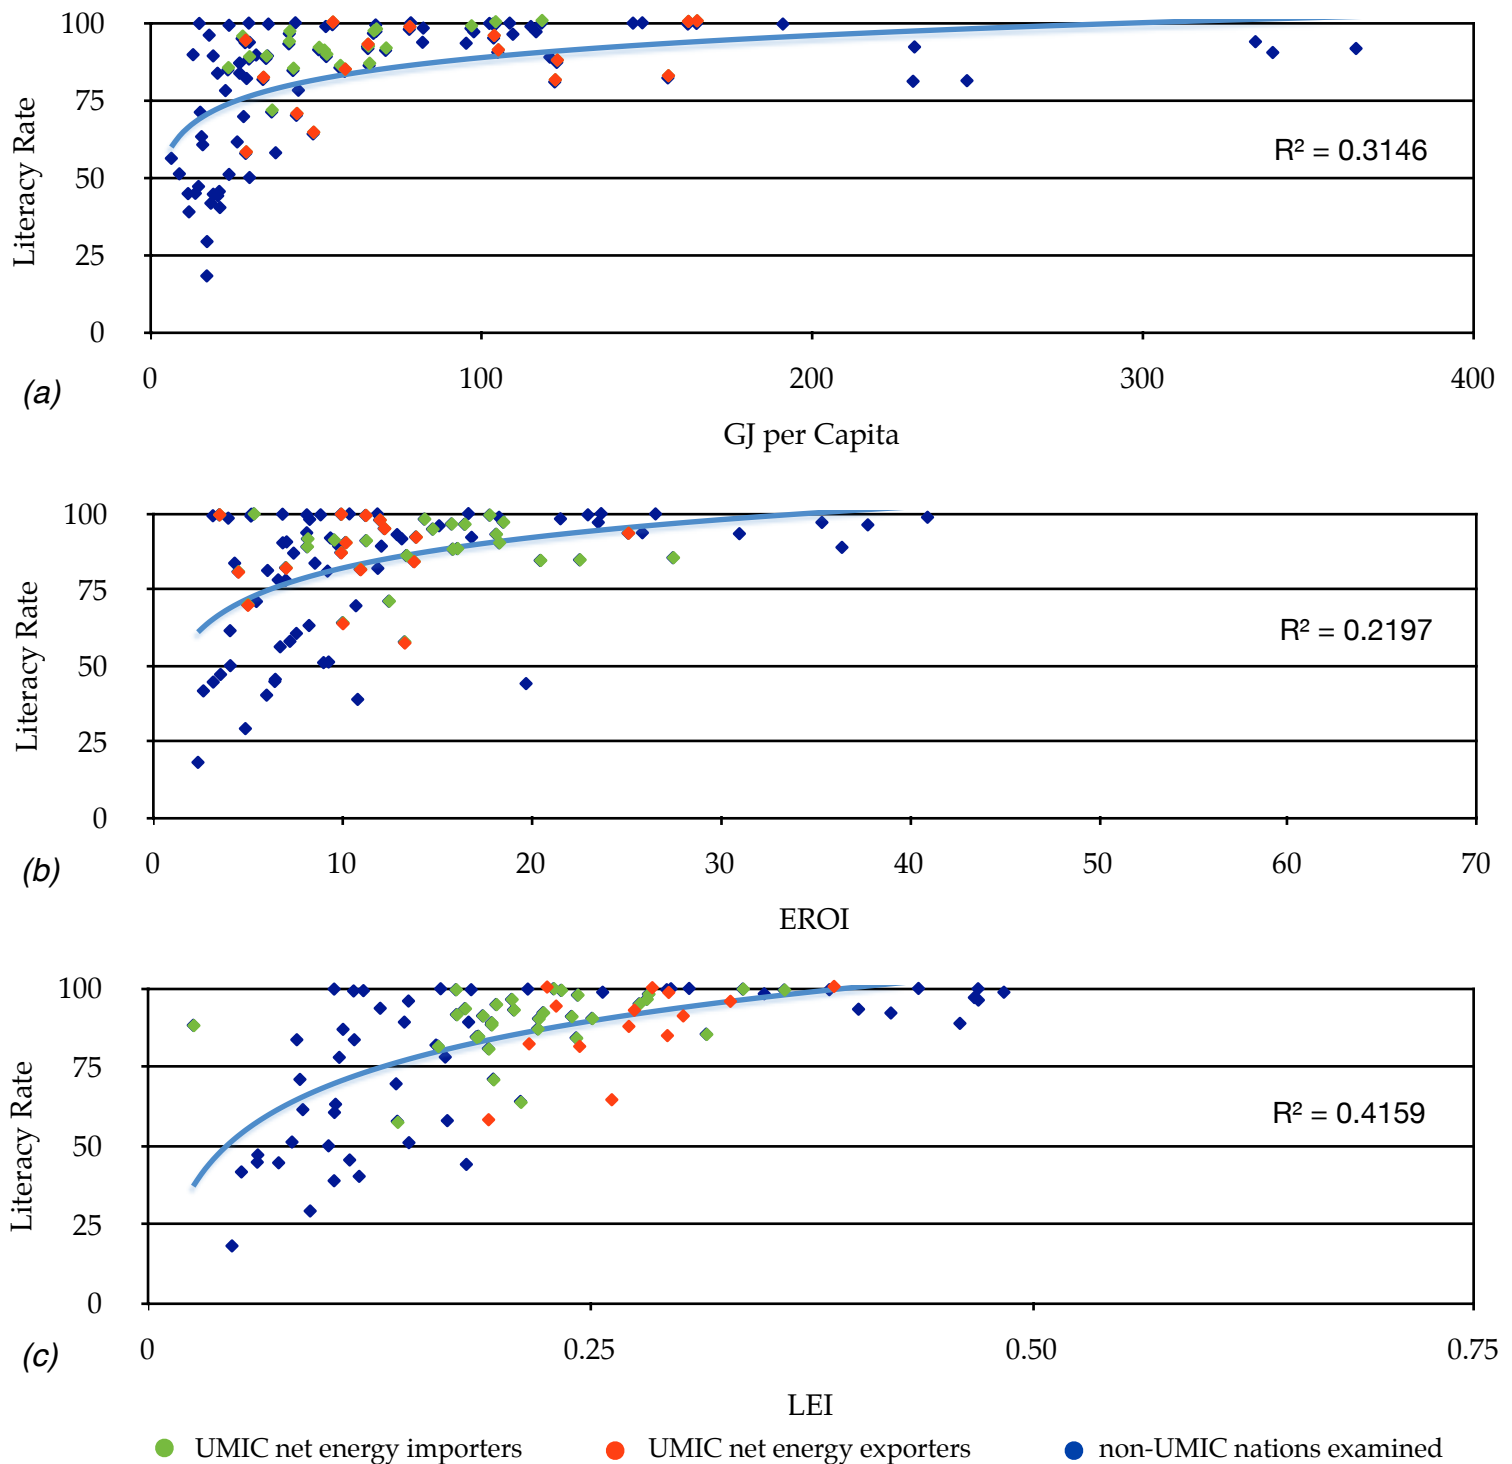 100
75
50
25
0
Literacy Rate
R² = 0.3146
0 100 200 300 400
(a)
GJ per Capita
100
75
50
25
0
Literacy Rate
R² = 0.2197
0 10 20 30 40 50 60 70
(b)
EROI
100
75
50
25
0
Literacy Rate
R² = 0.4159
0 0.25 0.50 0.75
(c)
LEI
UMIC net energy importers
UMIC net energy exporters
non-UMIC nations examined